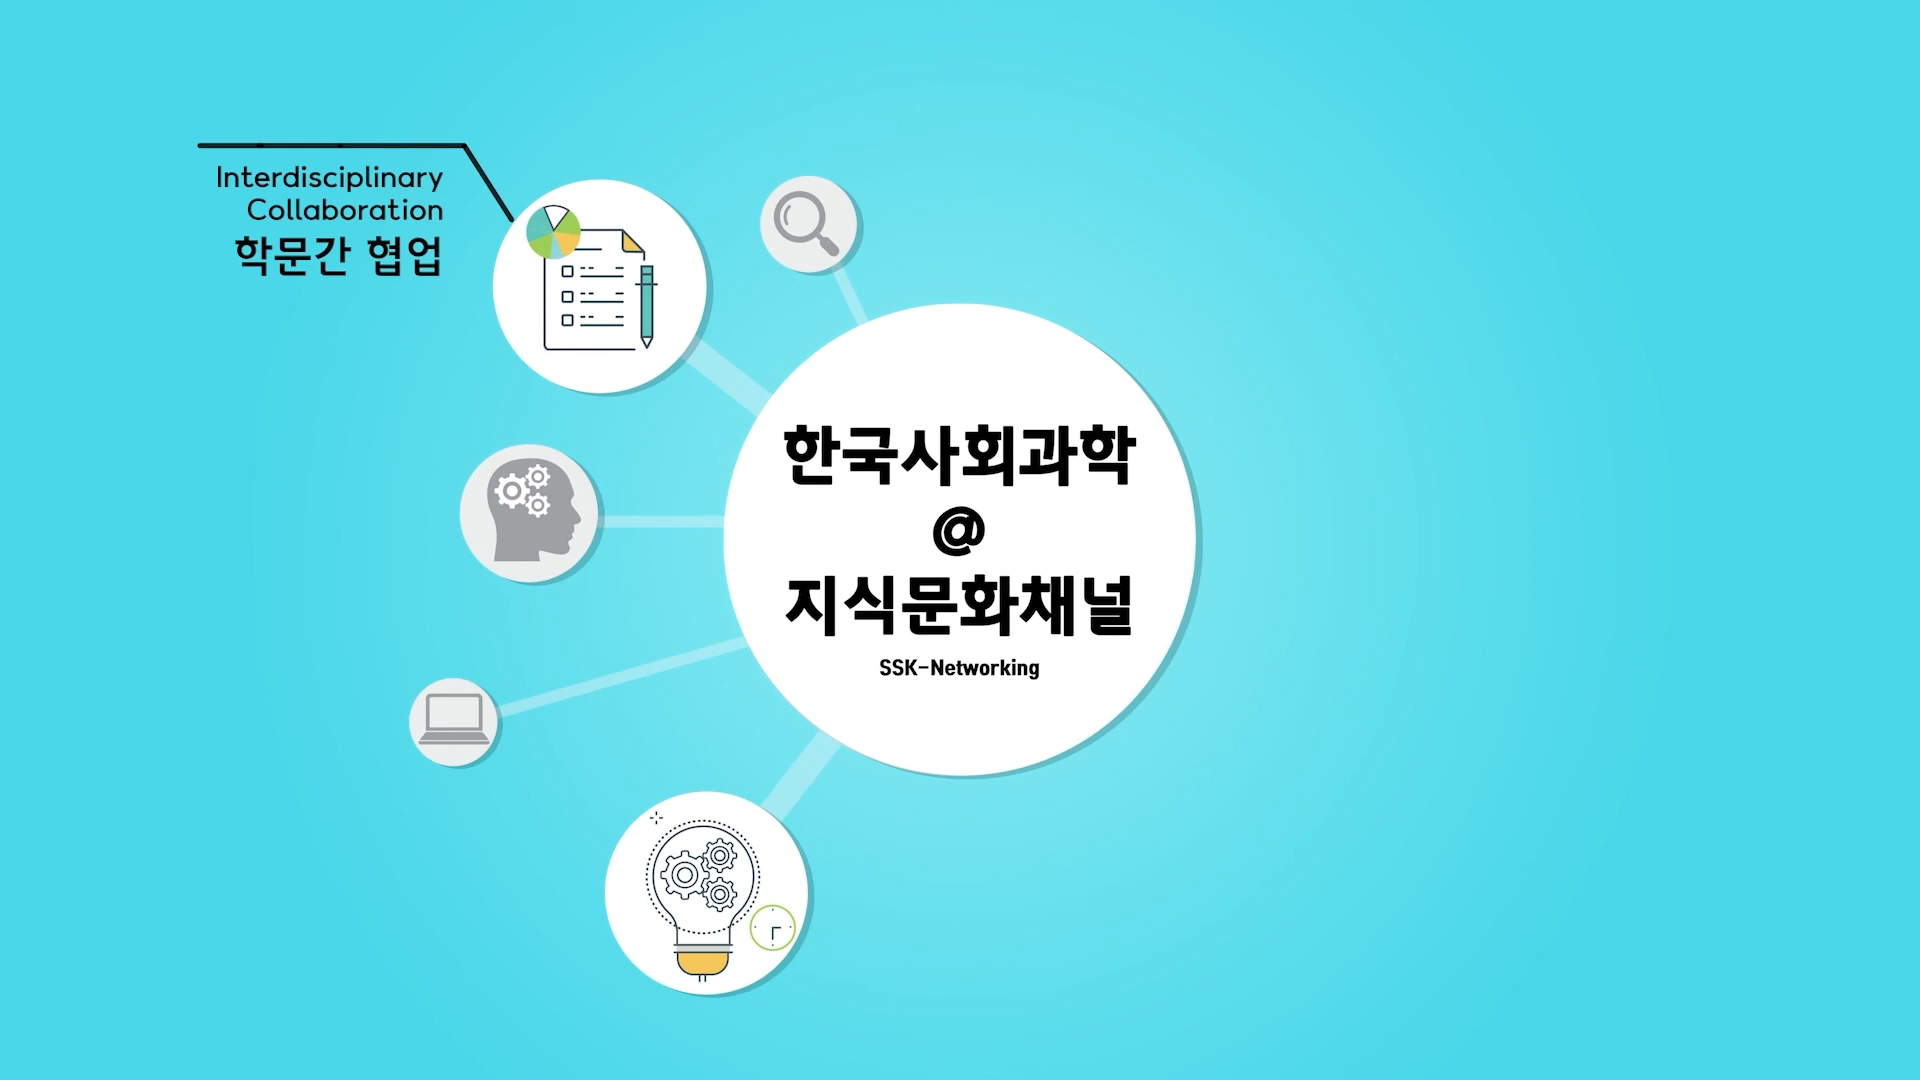 Interdisciplinary
Collaboration
학문간 협업
한국사회과학
@
지식문화채널
SSK-Networking